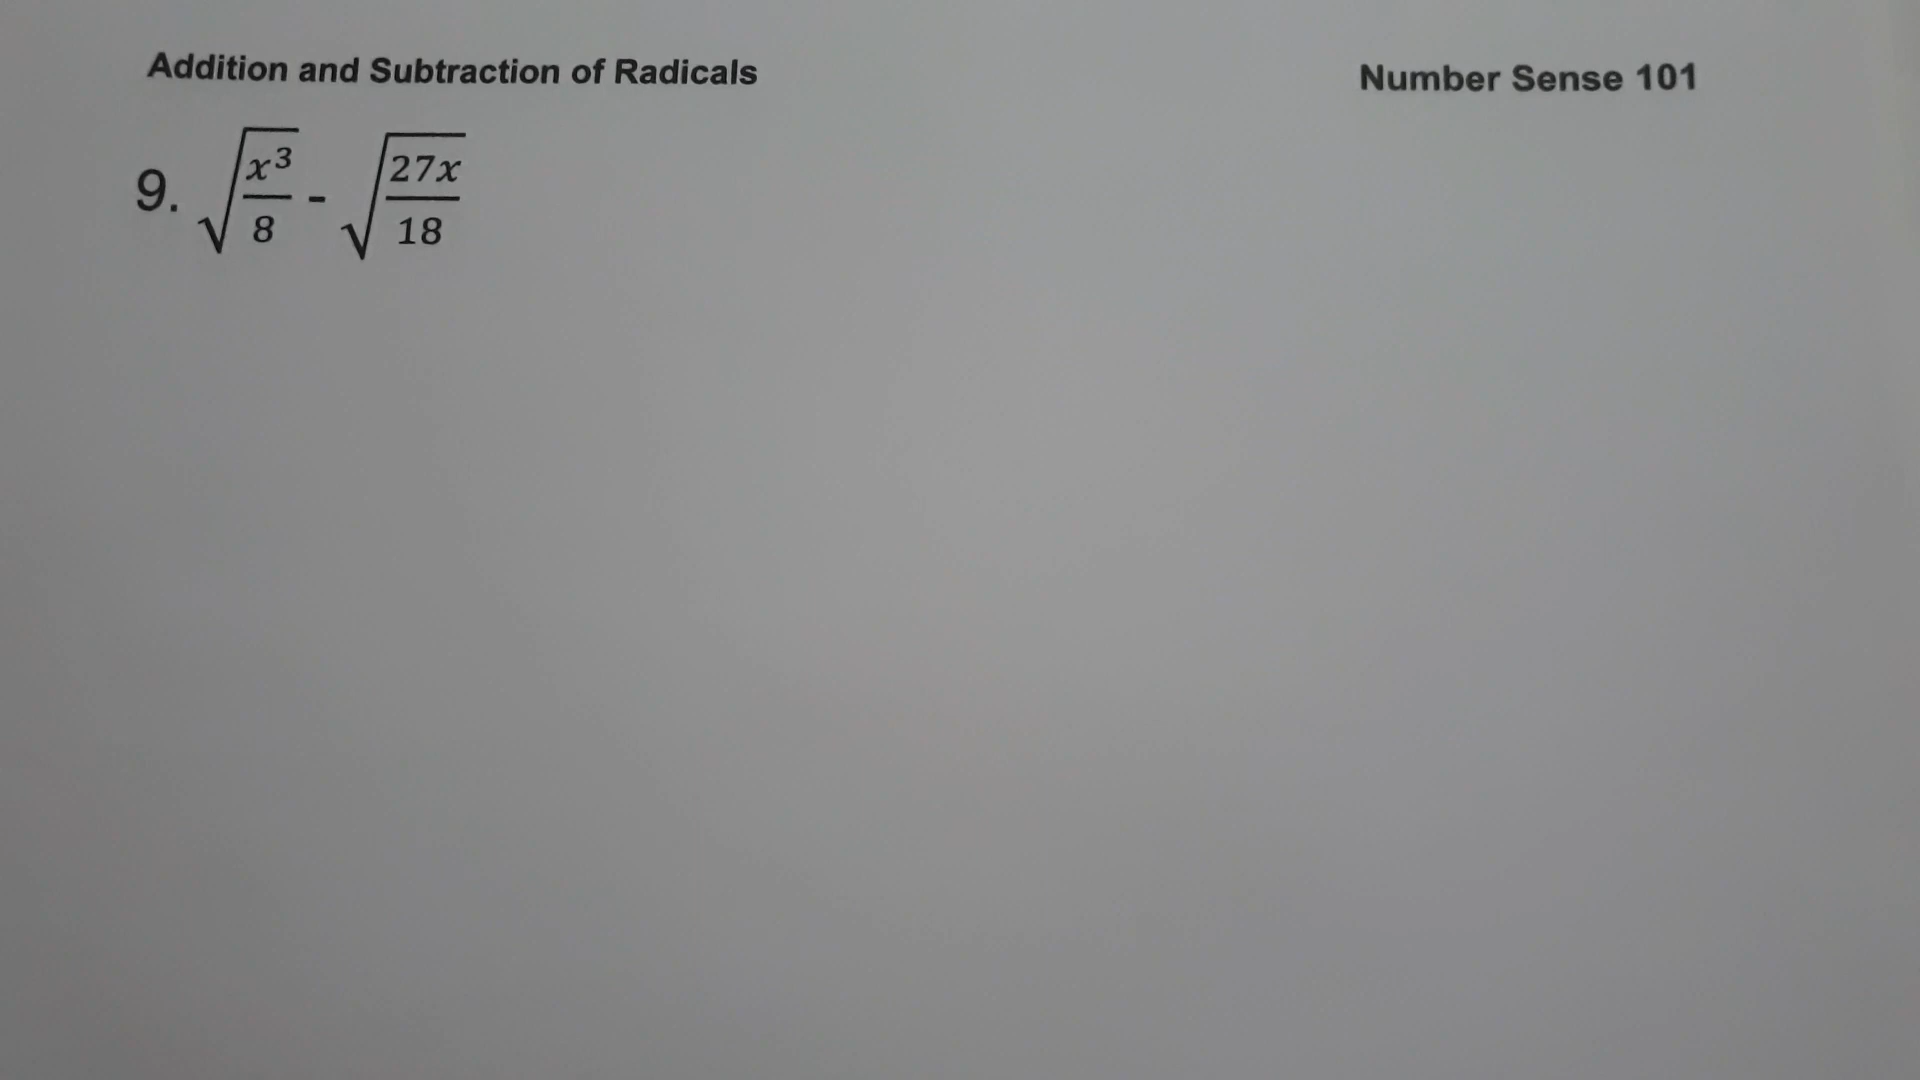 Addition and Subtraction of Radicals
Number Sense 101
9. √(x³/8) - √(27x/18)